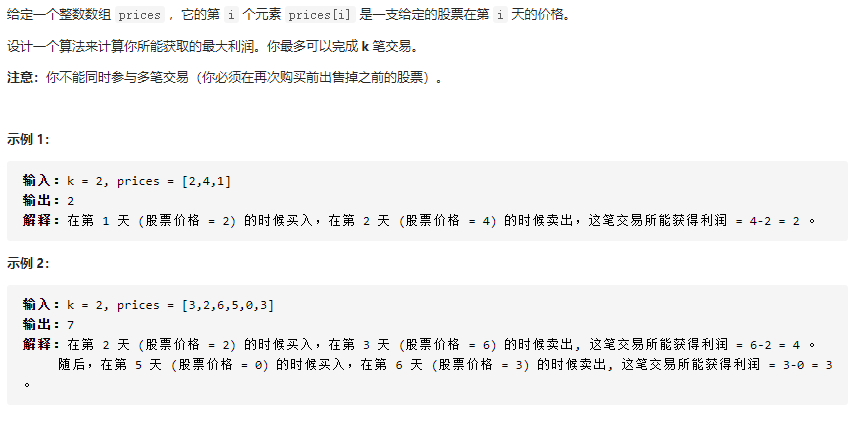 给定一个整数数组 prices ，它的第 i 个元素 prices[i] 是一支给定的股票在第 i 天的价格。
设计一个算法来计算你所能获取的最大利润。你最多可以完成 k 笔交易。
注意：你不能同时参与多笔交易（你必须在再次购买前出售掉之前的股票）。
示例 1：
输入：k = 2, prices = [2,4,1]
输出：2
解释：在第 1 天 (股票价格 = 2) 的时候买入，在第 2 天 (股票价格 = 4) 的时候卖出，这笔交易所能获得利润 = 4-2 = 2 。
示例 2：
输入：k = 2, prices = [3,2,6,5,0,3]
输出：7
解释：在第 2 天 (股票价格 = 2) 的时候买入，在第 3 天 (股票价格 = 6) 的时候卖出, 这笔交易所能获得利润 = 6-2 = 4 。
随后，在第 5 天 (股票价格 = 0) 的时候买入，在第 6 天 (股票价格 = 3) 的时候卖出, 这笔交易所能获得利润 = 3-0 = 3
。